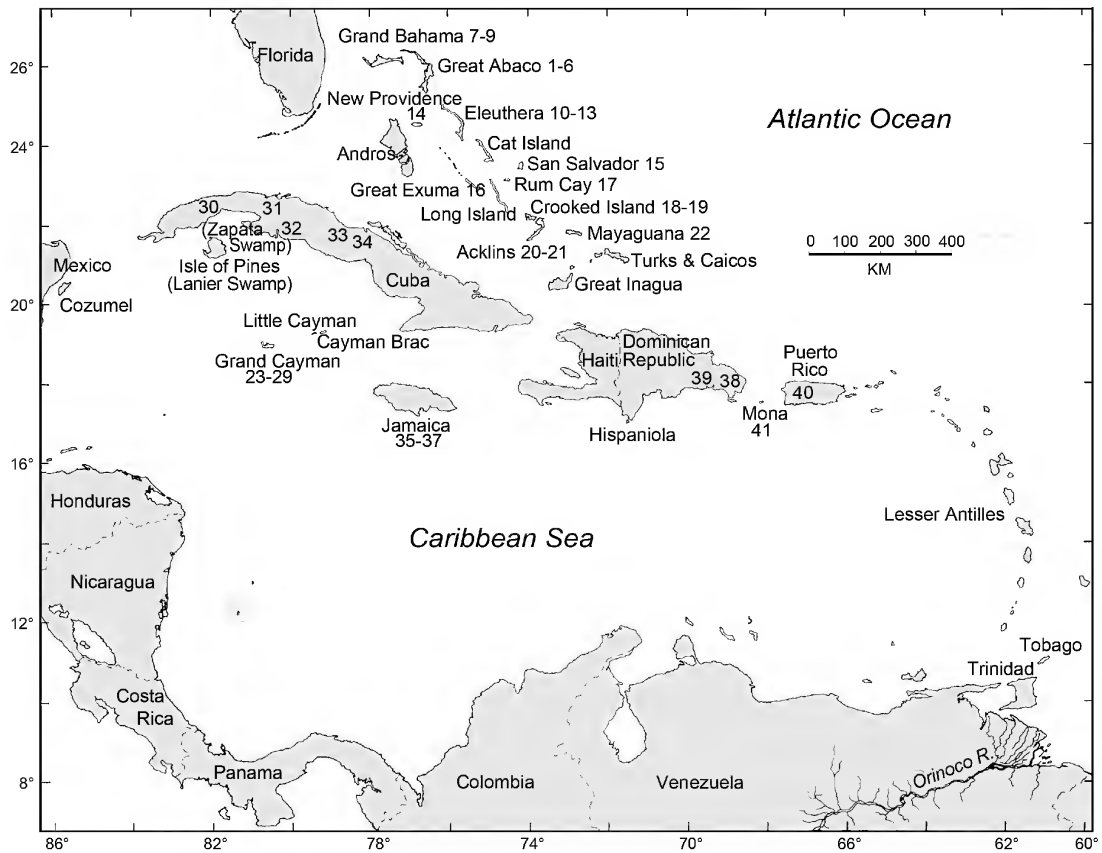 Grand Bahama 7-9
Florida
26°
Great Abaco 1-6
New Providence
14
Eleuthera 10-13
Atlantic Ocean
24°
Cat Island
Andros
San Salvador 15
Great Exuma 16
Rum Cay 17
30
31
Long Island
Crooked Island 18-19
(Zapata
Swamp)
32
33
34
22°
Mayaguana 22
0 100 200 300 400
KM
Acklins 20-21
Mexico
Isle of Pines
(Lanier Swamp)
Turks & Caicos
Cuba
Great Inagua
Cozumel
20°
Little Cayman
Cayman Brac
Grand Cayman
23-29
Dominican
Republic
Haiti
Puerto
Rico
39
38
40
18°
Mona
41
Jamaica
35-37
Hispaniola
16°
Honduras
Lesser Antilles
Caribbean Sea
Nicaragua
12°
Tobago
Trinidad
Costa
Rica
10°
Orinoco R.
Panama
Colombia
Venezuela
8°
86°
82°
78°
74°
70°
66°
62°
60°